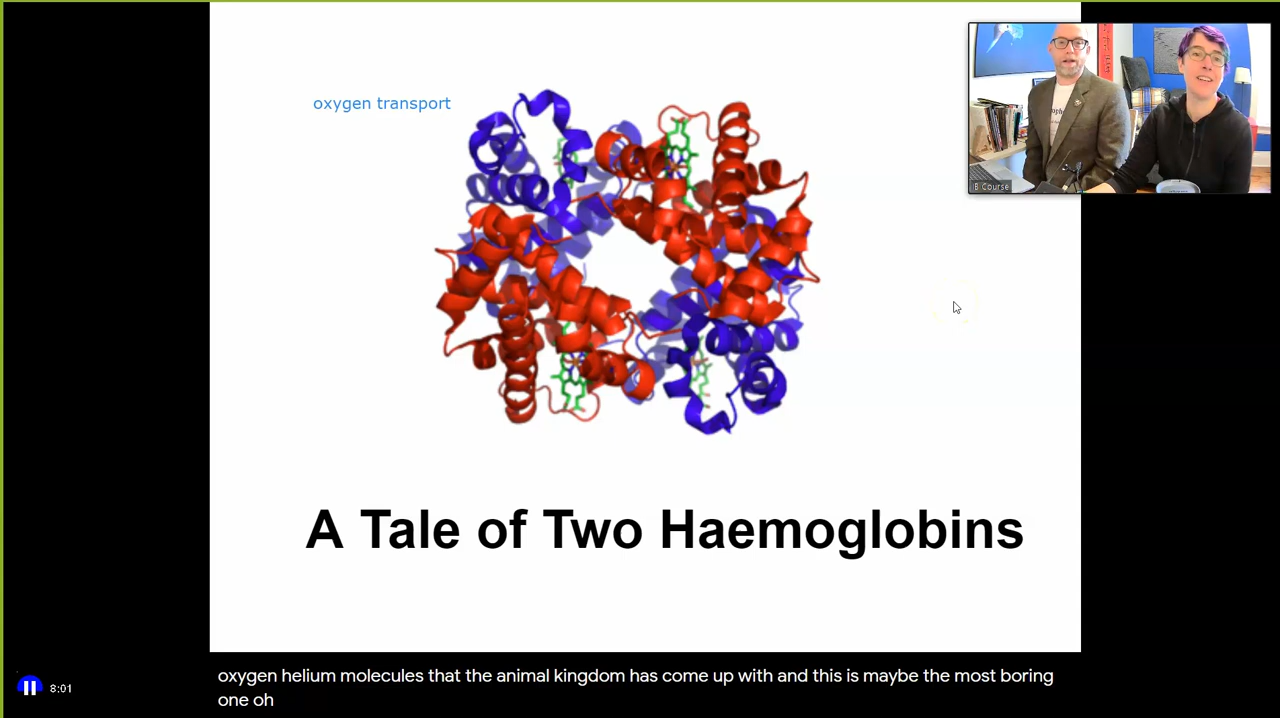 oxygen transport
B Course
A Tale of Two Haemoglobins
8:01
oxygen helium molecules that the animal kingdom has come up with and this is maybe the most boring
one oh